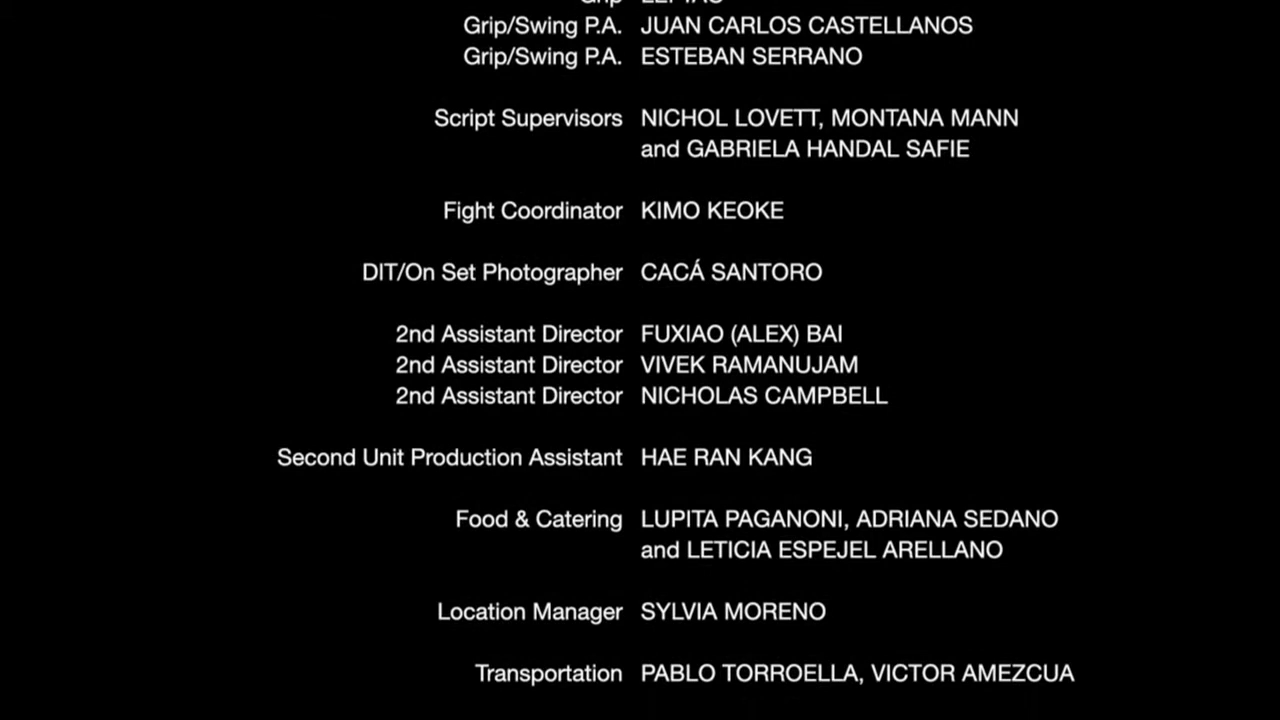 Grip/Swing P.A. JUAN CARLOS CASTELLANOS
Grip/Swing P.A. ESTEBAN SERRANO
Script Supervisors NICHOL LOVETT, MONTANA MANN
and GABRIELA HANDAL SAFIE
Fight Coordinator KIMO KEOKE
DIT/On Set Photographer CACÁ SANTORO
2nd Assistant Director FUXIAO (ALEX) BAI
2nd Assistant Director VIVEK RAMANUJAM
2nd Assistant Director NICHOLAS CAMPBELL
Second Unit Production Assistant HAE RAN KANG
Food & Catering LUPITA PAGANONI, ADRIANA SEDANO
and LETICIA ESPEJEL ARELLANO
Location Manager SYLVIA MORENO
Transportation PABLO TORROELLA, VICTOR AMEZCUA